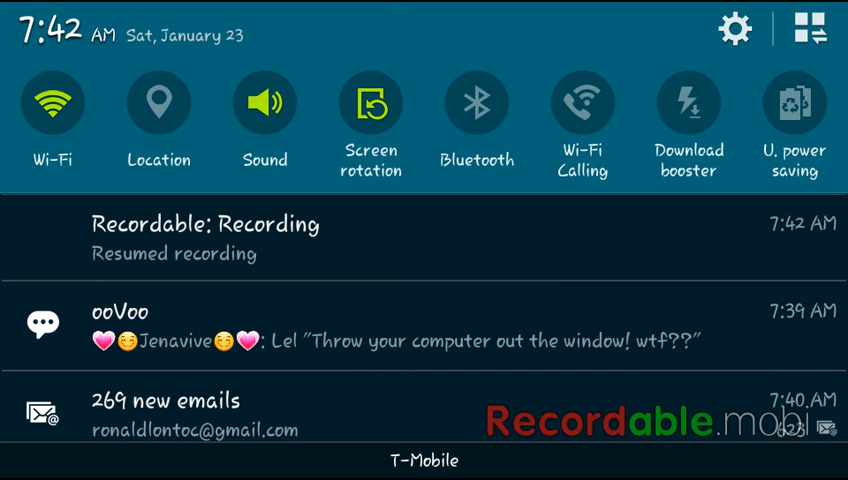 7:42 AM Sat, January 23
Wi-Fi Location Sound Screen rotation Bluetooth Wi-Fi Calling Download booster U. power saving
Recordable: Recording 7:42 AM
Resumed recording
ooVoo 7:39 AM
💗😌Jenavive😌💗: Lel "Throw your computer out the window! wtf??"
269 new emails 7:40 AM
ronaldlontoc@gmail.com 623
Recordable.mobi
T-Mobile